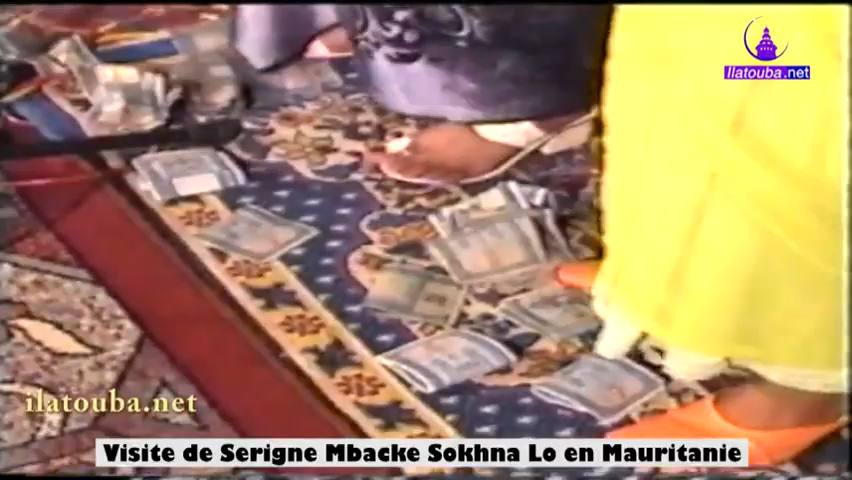 Ilatouba.net
ilatouba.net
Visite de Serigne Mbacke Sokhna Lo en Mauritanie